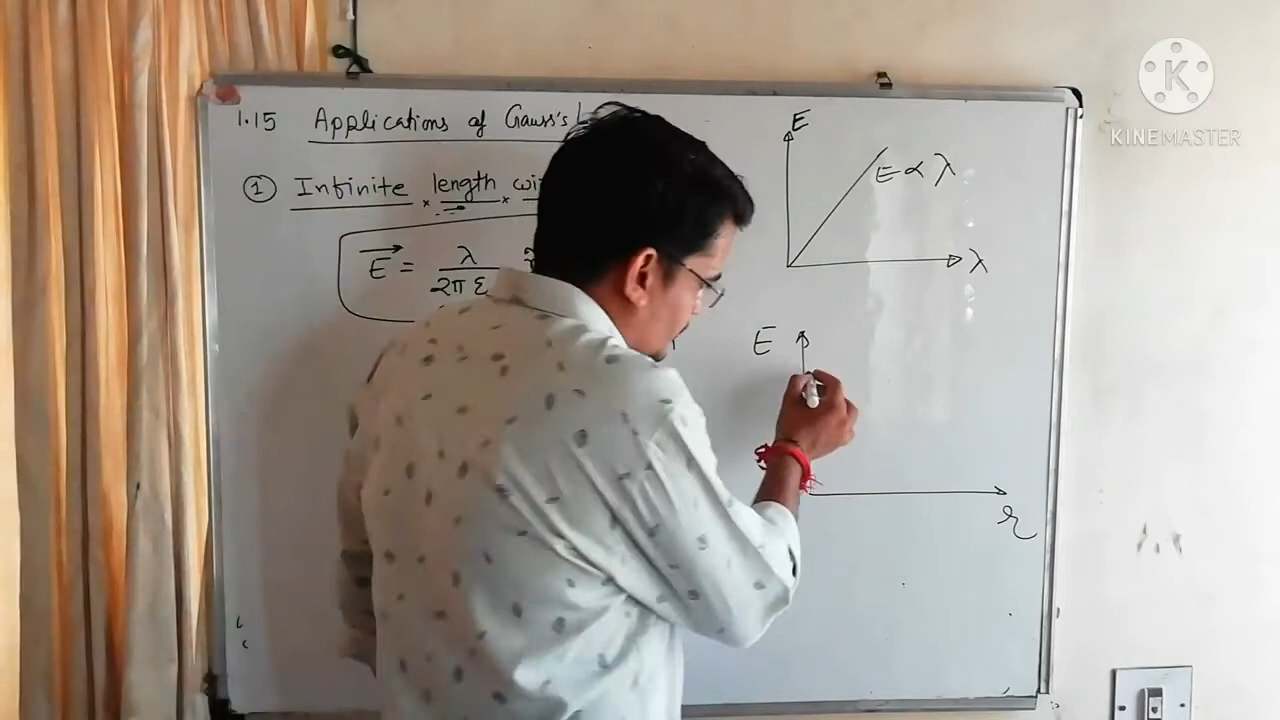 1.15 Applications of Gauss's
① Infinite length
E⃗ = λ / 2π ε
E
E ∝ λ
λ
E
r
K
KINEMASTER